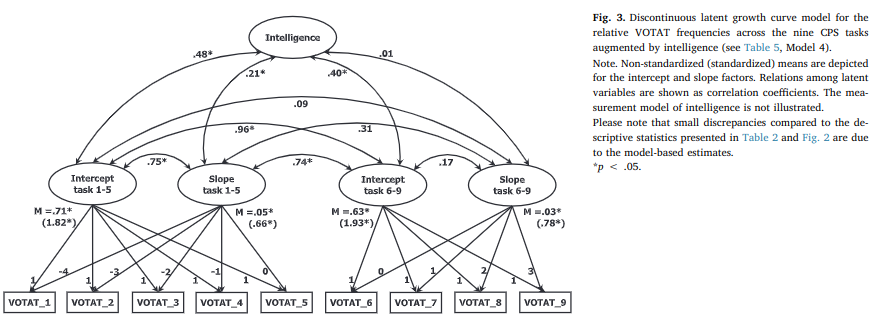 Intelligence
.48*
.01
.21*
.40*
.09
.96*
.31
.75*
.74*
.17
Intercept
task 1-5
Slope
task 1-5
Intercept
task 6-9
Slope
task 6-9
M =.71*
(1.82*)
M =.05*
(.66*)
M =.63*
(1.93*)
M =.03*
(.78*)
-4
-3
-2
-1
0
0
1
2
3
1
1
1
1
1
1
1
1
1
VOTAT_1
VOTAT_2
VOTAT_3
VOTAT_4
VOTAT_5
VOTAT_6
VOTAT_7
VOTAT_8
VOTAT_9
Fig. 3. Discontinuous latent growth curve model for the
relative VOTAT frequencies across the nine CPS tasks
augmented by intelligence (see Table 5, Model 4).
Note. Non-standardized (standardized) means are depicted
for the intercept and slope factors. Relations among latent
variables are shown as correlation coefficients. The mea-
surement model of intelligence is not illustrated.
Please note that small discrepancies compared to the de-
scriptive statistics presented in Table 2 and Fig. 2 are due
to the model-based estimates.
*p < .05.